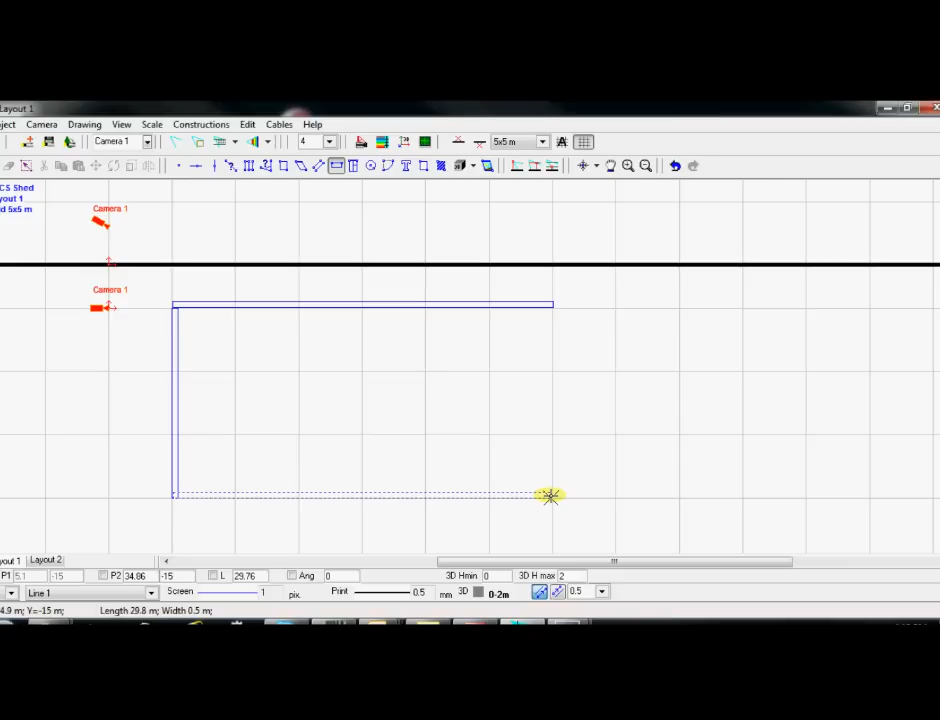 Layout 1
ject Camera Draw View Scale Constructions Edit Cables Help
Camera 1 4 5x5 m A
T
CS Shed
yout 1
d 5x5 m
Camera 1
Camera 1
yout 1 Layout 2
P1 5.1 -15 P2 34.86 -15 L 29.76 Ang 0 3D Hmin 0 3D H max 2
Line 1 Screen 1 pix. Print 0.5 mm 3D 0-2m 0.5
4.9 m; Y=-15 m; Length 29.8 m; Width 0.5 m;